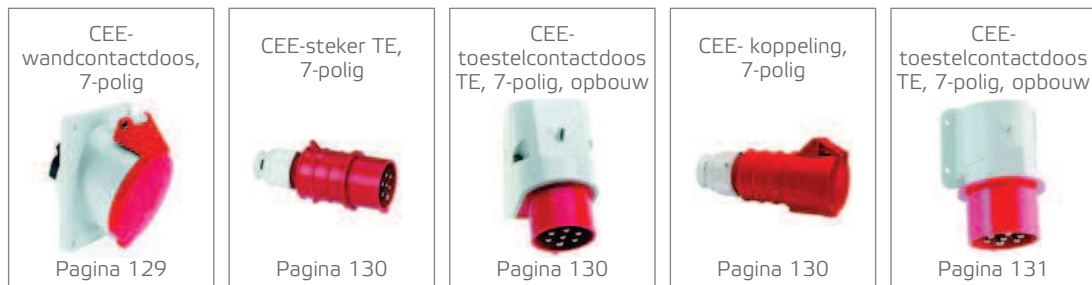 CEE-
wandcontactdoos,
7-polig
Pagina 129
CEE-steker TE,
7-polig
Pagina 130
CEE-
toestelcontactdoos
TE, 7-polig, opbouw
Pagina 130
CEE- koppeling,
7-polig
Pagina 130
CEE-
toestelcontactdoos
TE, 7-polig, opbouw
Pagina 131